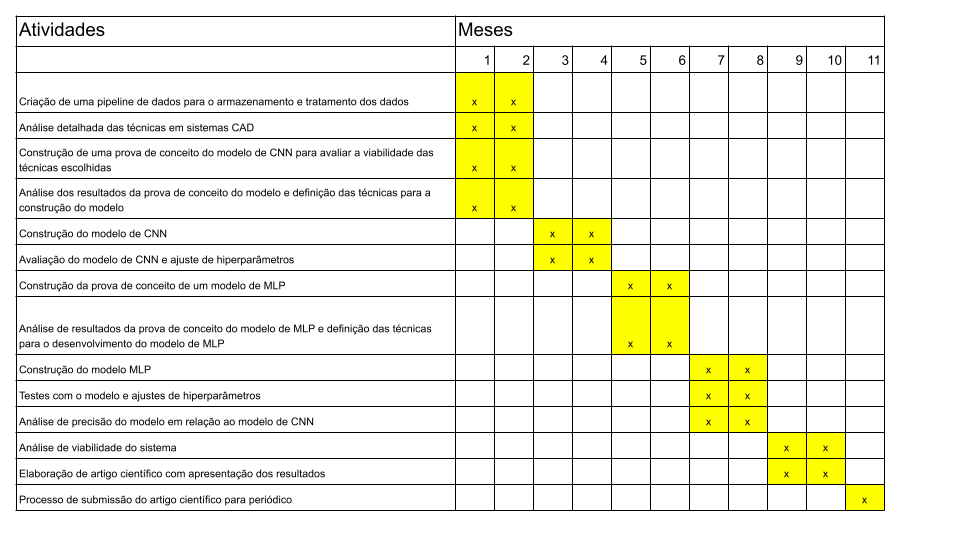 Atividades Meses
1 2 3 4 5 6 7 8 9 10 11
Criação de uma pipeline de dados para o armazenamento e tratamento dos dados x x
Análise detalhada das técnicas em sistemas CAD x x
Construção de uma prova de conceito do modelo de CNN para avaliar a viabilidade das
técnicas escolhidas x x
Análise dos resultados da prova de conceito do modelo e definição das técnicas para a
construção do modelo x x
Construção do modelo de CNN x x
Avaliação do modelo de CNN e ajuste de hiperparâmetros x x
Construção da prova de conceito de um modelo de MLP x x
Análise de resultados da prova de conceito do modelo de MLP e definição das técnicas
para o desenvolvimento do modelo de MLP x x
Construção do modelo MLP x x
Testes com o modelo e ajustes de hiperparâmetros x x
Análise de precisão do modelo em relação ao modelo de CNN x x
Análise de viabilidade do sistema x x
Elaboração de artigo científico com apresentação dos resultados x x
Processo de submissão do artigo científico para periódico x